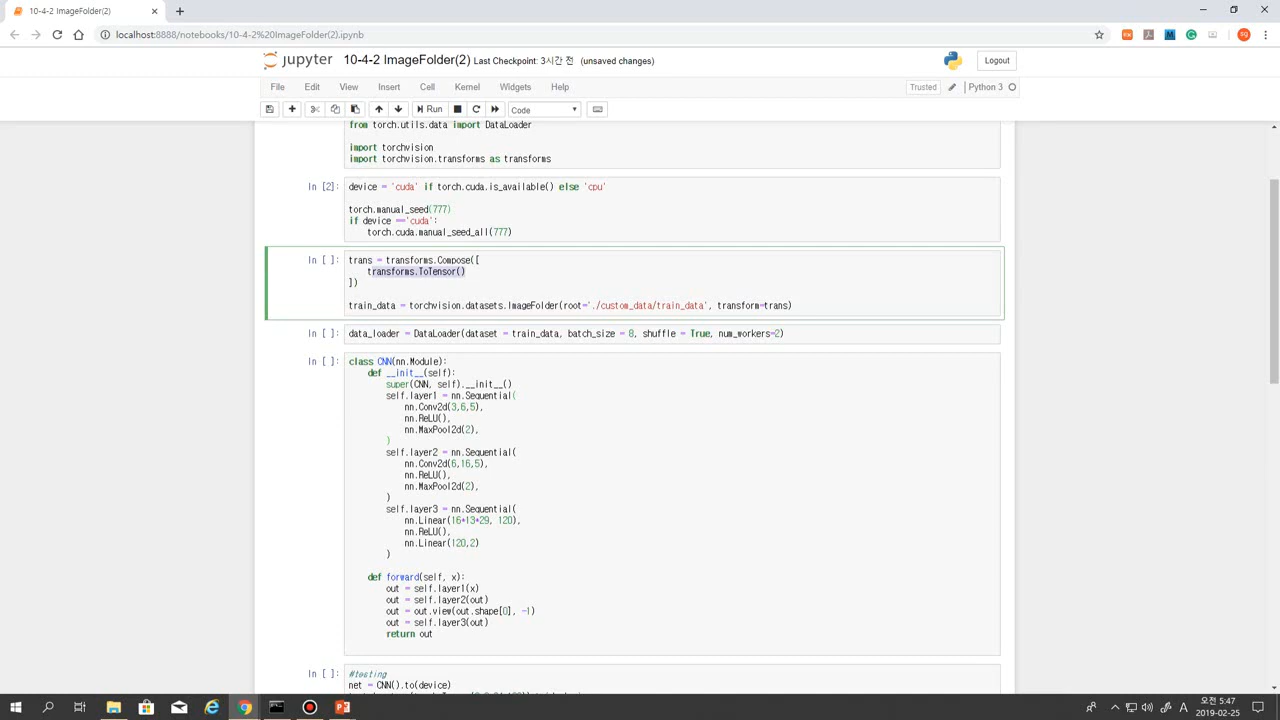 10-4-2 ImageFolder(2)
localhost:8888/notebooks/10-4-2%20ImageFolder(2).ipynb
jupyter 10-4-2 ImageFolder(2) Last Checkpoint: 3시간 전 (unsaved changes)
Logout
File Edit View Insert Cell Kernel Widgets Help
Trusted Python 3
Run Code
from torch.utils.data import DataLoader
import torchvision
import torchvision.transforms as transforms
In [2]: device = 'cuda' if torch.cuda.is_available() else 'cpu'
torch.manual_seed(777)
if device =='cuda':
torch.cuda.manual_seed_all(777)
In [ ]: trans = transforms.Compose([
transforms.ToTensor()
])
train_data = torchvision.datasets.ImageFolder(root='./custom_data/train_data', transform=trans)
In [ ]: data_loader = DataLoader(dataset = train_data, batch_size = 8, shuffle = True, num_workers=2)
In [ ]: class CNN(nn.Module):
def __init__(self):
super(CNN, self).__init__()
self.layer1 = nn.Sequential(
nn.Conv2d(3,6,5),
nn.ReLU(),
nn.MaxPool2d(2),
)
self.layer2 = nn.Sequential(
nn.Conv2d(6,16,5),
nn.ReLU(),
nn.MaxPool2d(2),
)
self.layer3 = nn.Sequential(
nn.Linear(16*13*29, 120),
nn.ReLU(),
nn.Linear(120,2)
)
def forward(self, x):
out = self.layer1(x)
out = self.layer2(out)
out = out.view(out.shape[0], -1)
out = self.layer3(out)
return out
In [ ]: #testing
net = CNN().to(device)
A 오전 5:47
2019-02-25